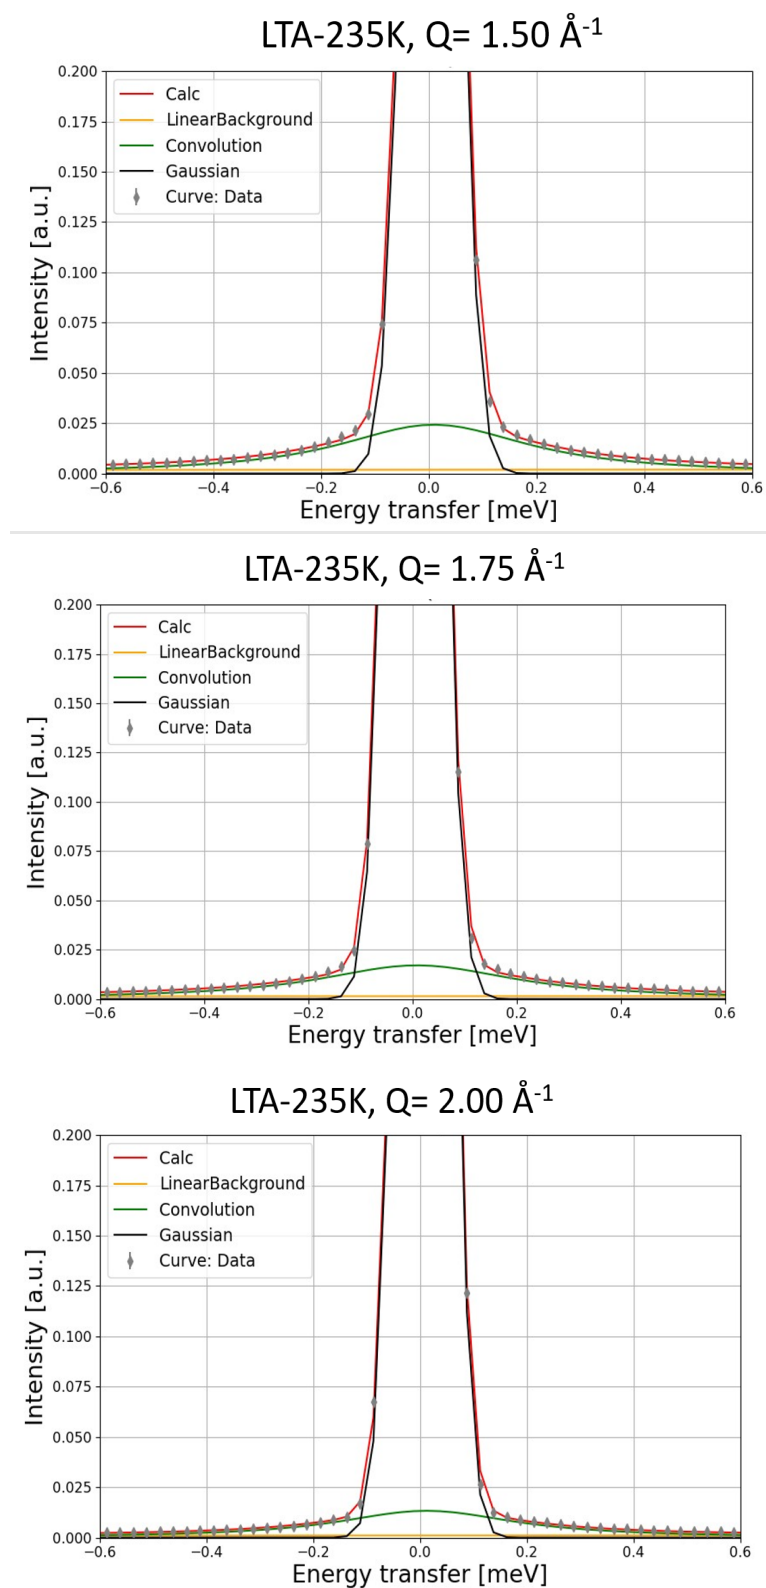 LTA-235K, Q= 1.50 Å-1
0.200
0.175
0.150
0.125
0.100
0.075
0.050
0.025
0.000
Intensity [a.u.]
Calc
LinearBackground
Convolution
Gaussian
Curve: Data
−0.6 −0.4 −0.2 0.0 0.2 0.4 0.6
Energy transfer [meV]
LTA-235K, Q= 1.75 Å-1
0.200
0.175
0.150
0.125
0.100
0.075
0.050
0.025
0.000
Intensity [a.u.]
Calc
LinearBackground
Convolution
Gaussian
Curve: Data
−0.6 −0.4 −0.2 0.0 0.2 0.4 0.6
Energy transfer [meV]
LTA-235K, Q= 2.00 Å-1
0.200
0.175
0.150
0.125
0.100
0.075
0.050
0.025
0.000
Intensity [a.u.]
Calc
LinearBackground
Convolution
Gaussian
Curve: Data
−0.6 −0.4 −0.2 0.0 0.2 0.4 0.6
Energy transfer [meV]